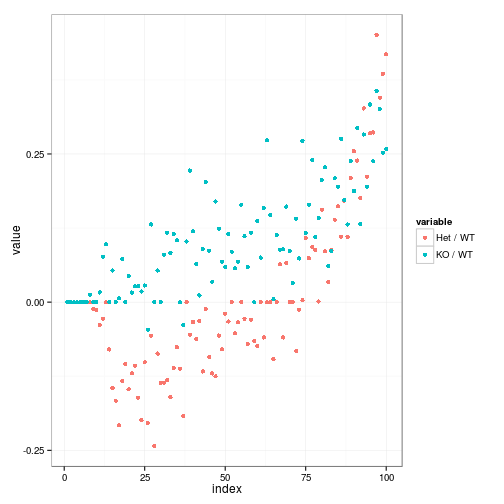 0.25
0.00
-0.25
value
0
25
50
75
100
index
variable
Het / WT
KO / WT